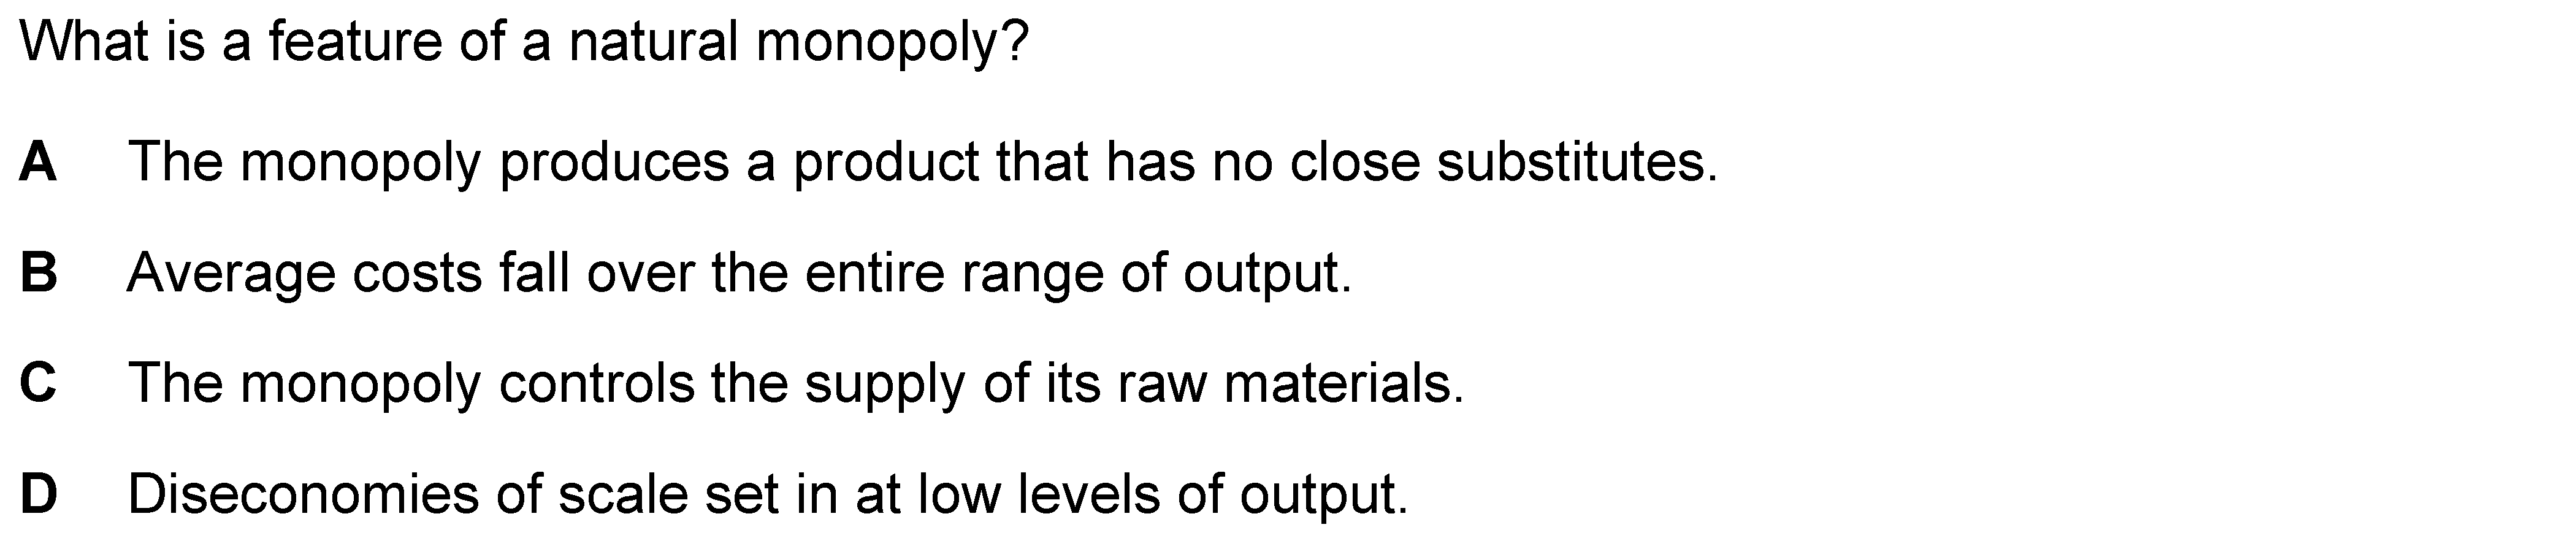 What is a feature of a natural monopoly?
A The monopoly produces a product that has no close substitutes.
B Average costs fall over the entire range of output.
C The monopoly controls the supply of its raw materials.
D Diseconomies of scale set in at low levels of output.